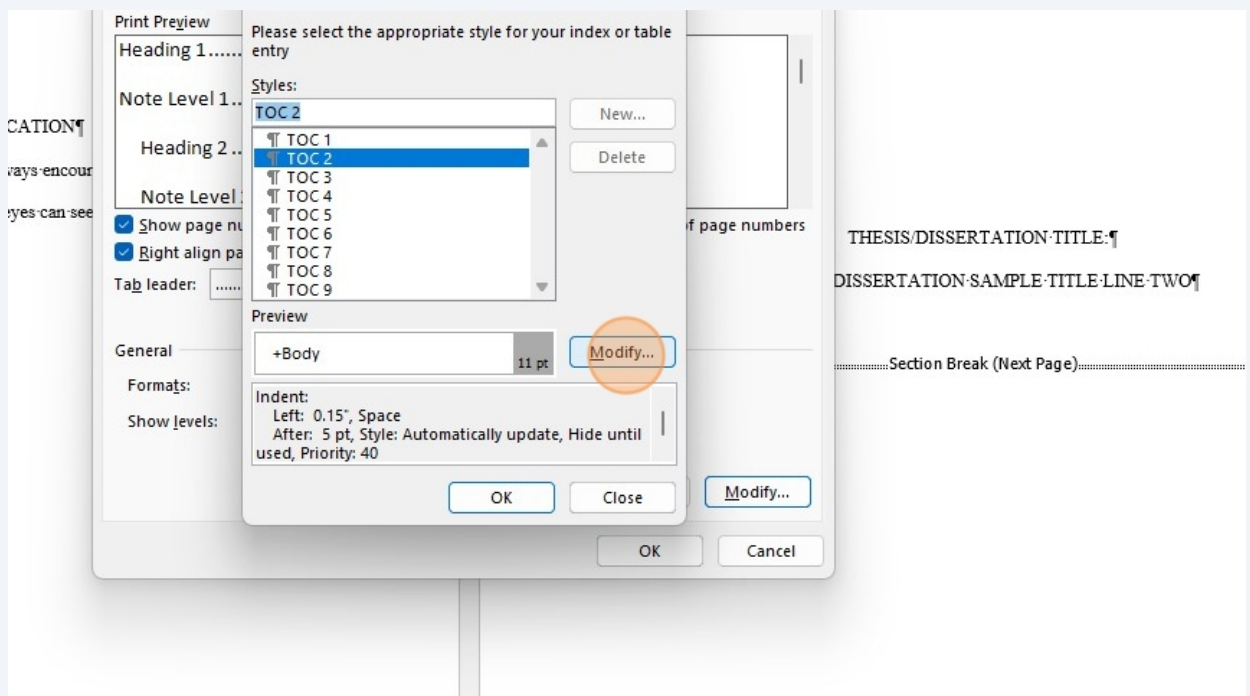 Print Preview
Heading 1......
Note Level 1..
Heading 2 ..
Note Level
Show page nu
Right align pa
Tab leader: ......
General
Formats:
Show levels:
Please select the appropriate style for your index or table
entry
Styles:
TOC 2
New...
Delete
¶ TOC 1
¶ TOC 2
¶ TOC 3
¶ TOC 4
¶ TOC 5
¶ TOC 6
¶ TOC 7
¶ TOC 8
¶ TOC 9
Preview
+Body
11 pt
Modify...
Indent:
Left: 0.15", Space
After: 5 pt, Style: Automatically update, Hide until
used, Priority: 40
OK
Close
of page numbers
Modify...
OK
Cancel
CATION¶
ways·encour
eyes·can·see
THESIS/DISSERTATION·TITLE:¶
DISSERTATION·SAMPLE·TITLE·LINE·TWO¶
Section Break (Next Page)